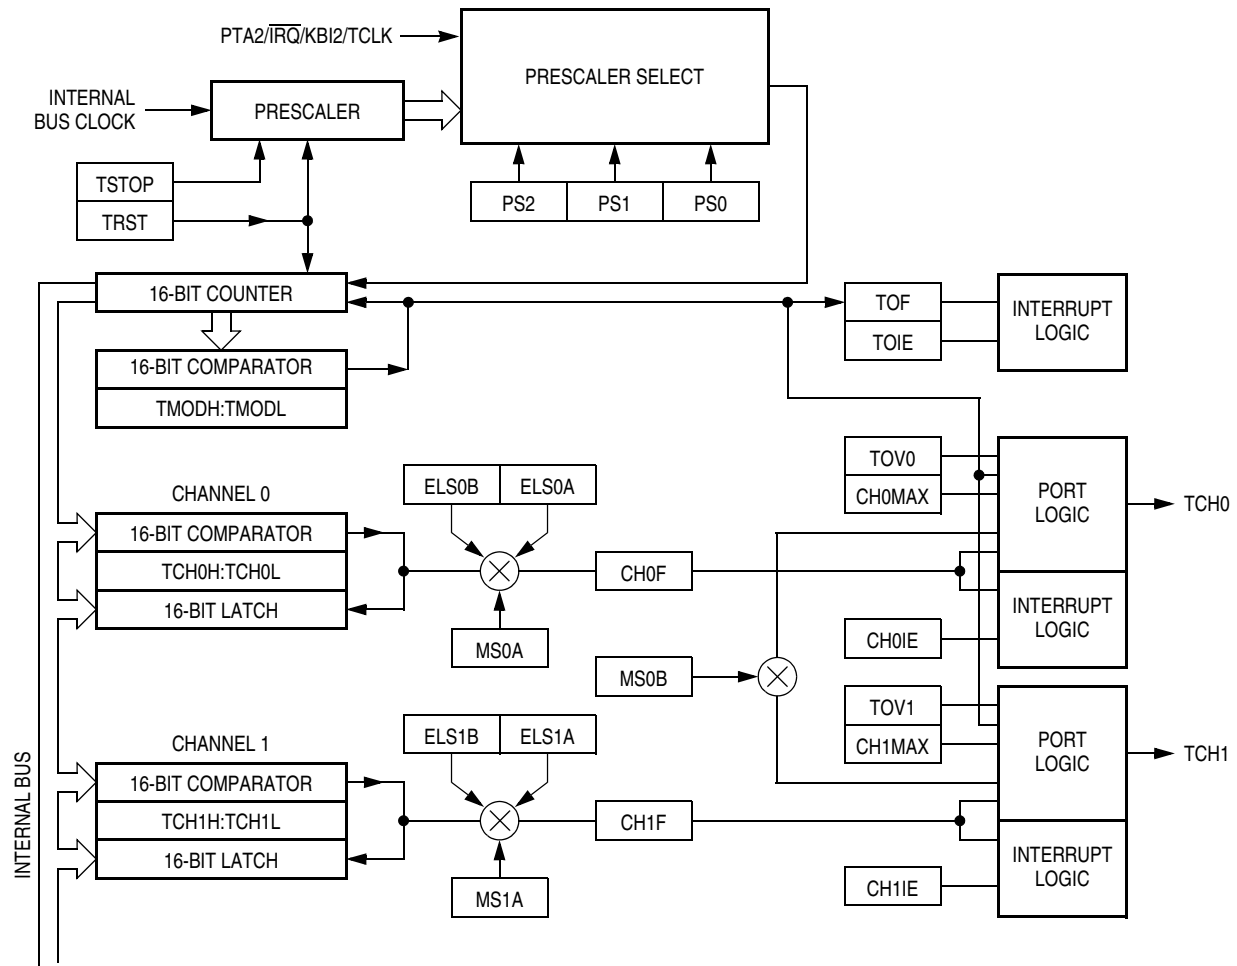 PTA2/IRQ/KBI2/TCLK
PRESCALER SELECT
INTERNAL
BUS CLOCK
PRESCALER
TSTOP
TRST
PS2
PS1
PS0
16-BIT COUNTER
16-BIT COMPARATOR
TMODH:TMODL
TOF
TOIE
INTERRUPT
LOGIC
CHANNEL 0
16-BIT COMPARATOR
TCH0H:TCH0L
16-BIT LATCH
ELS0B
ELS0A
MS0A
CH0F
TOV0
CH0MAX
PORT
LOGIC
TCH0
INTERRUPT
LOGIC
CH0IE
MS0B
CHANNEL 1
16-BIT COMPARATOR
TCH1H:TCH1L
16-BIT LATCH
ELS1B
ELS1A
MS1A
CH1F
TOV1
CH1MAX
PORT
LOGIC
TCH1
INTERRUPT
LOGIC
CH1IE
INTERNAL BUS